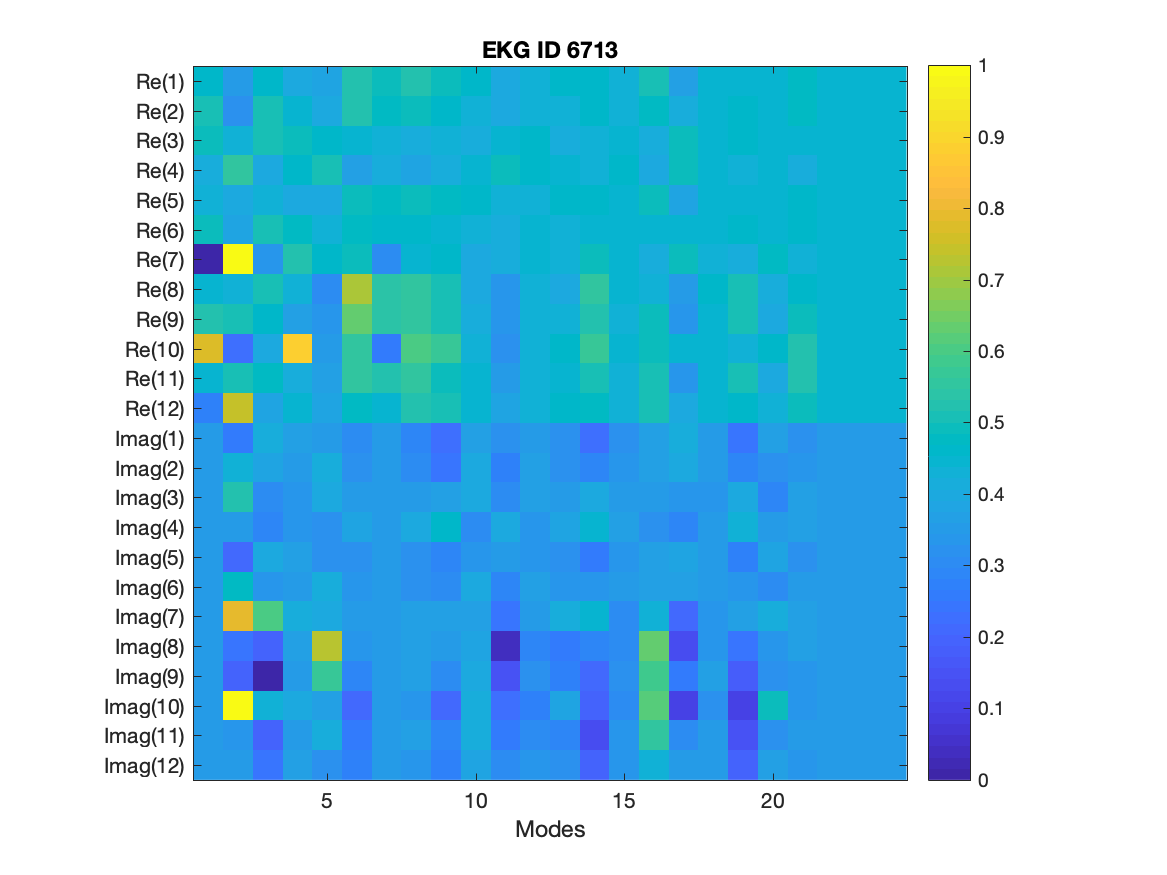 EKG ID 6713
Re(1)
Re(2)
Re(3)
Re(4)
Re(5)
Re(6)
Re(7)
Re(8)
Re(9)
Re(10)
Re(11)
Re(12)
Imag(1)
Imag(2)
Imag(3)
Imag(4)
Imag(5)
Imag(6)
Imag(7)
Imag(8)
Imag(9)
Imag(10)
Imag(11)
Imag(12)
5 10 15 20
Modes
1
0.9
0.8
0.7
0.6
0.5
0.4
0.3
0.2
0.1
0